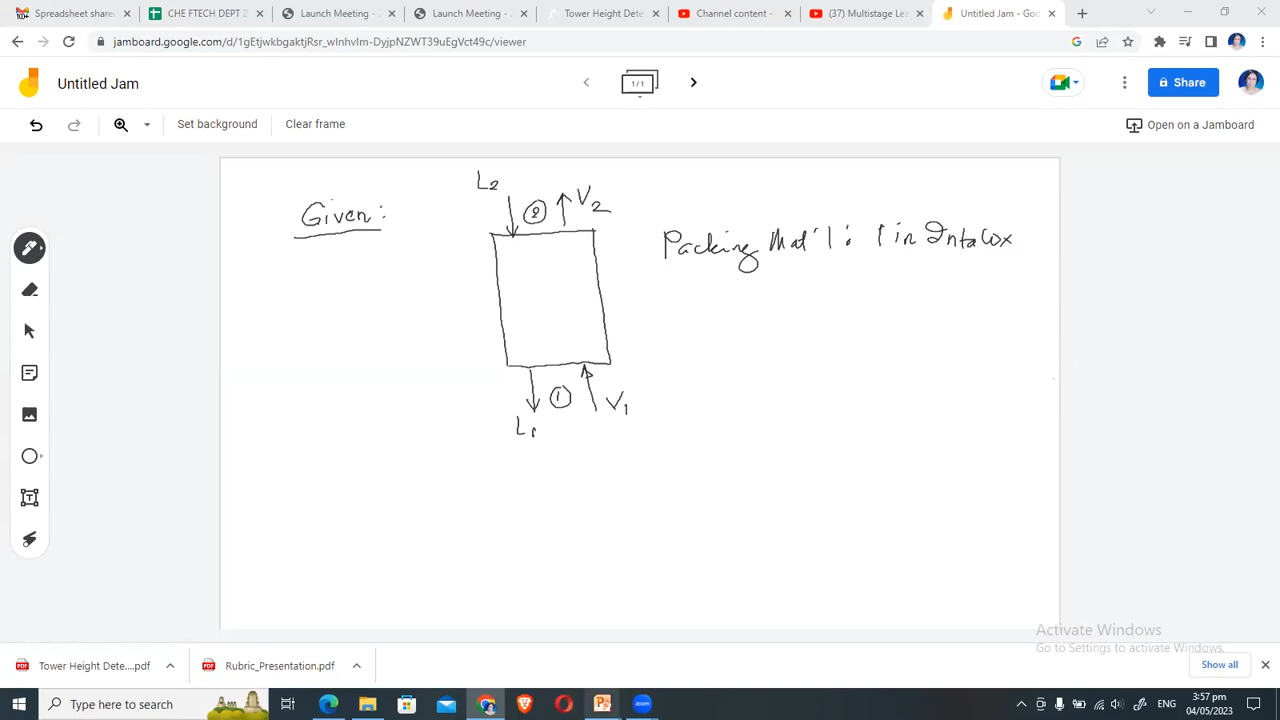 Spreadsheet share
CHE FTECH DEPT 2
Launch Meeting
Launch Meeting -
Tower Height Dete
Channel content -
(37) Multistage Le
Untitled Jam - Goo
jamboard.google.com/d/1gEtjwkbgaktjRsr_wInhvIm-DyjpNZWT39uEgVct49c/viewer
Untitled Jam
1/1
Share
Set background
Clear frame
Open on a Jamboard
L2
V2
Given:
2
Packing Mat'l : 1 in Intalox
1
V1
L1
Activate Windows
Go to Settings to activate Windows.
Tower Height Dete....pdf
Rubric_Presentation.pdf
Show all
Type here to search
ENG
3:57 pm
04/05/2023